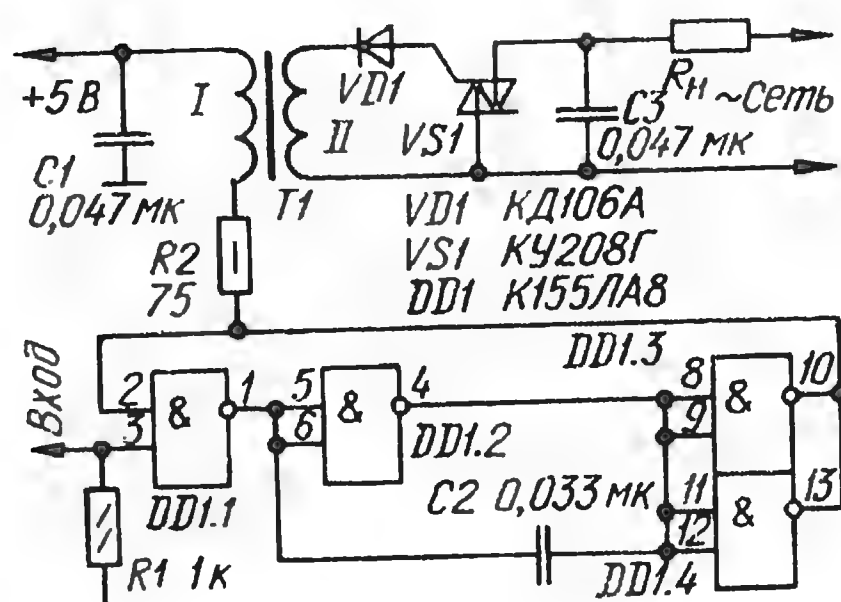 +5 В
C1
0,047 мк
I
II
T1
VD1
VS1
C3
0,047 мк
Rн
~Сеть
VD1 КД106А
VS1 КУ208Г
DD1 К155ЛА8
R2
75
Вход
2
3
&
1
DD1.1
R1 1к
5
6
&
4
DD1.2
C2 0,033 мк
DD1.3
8
9
&
10
11
12
&
13
DD1.4